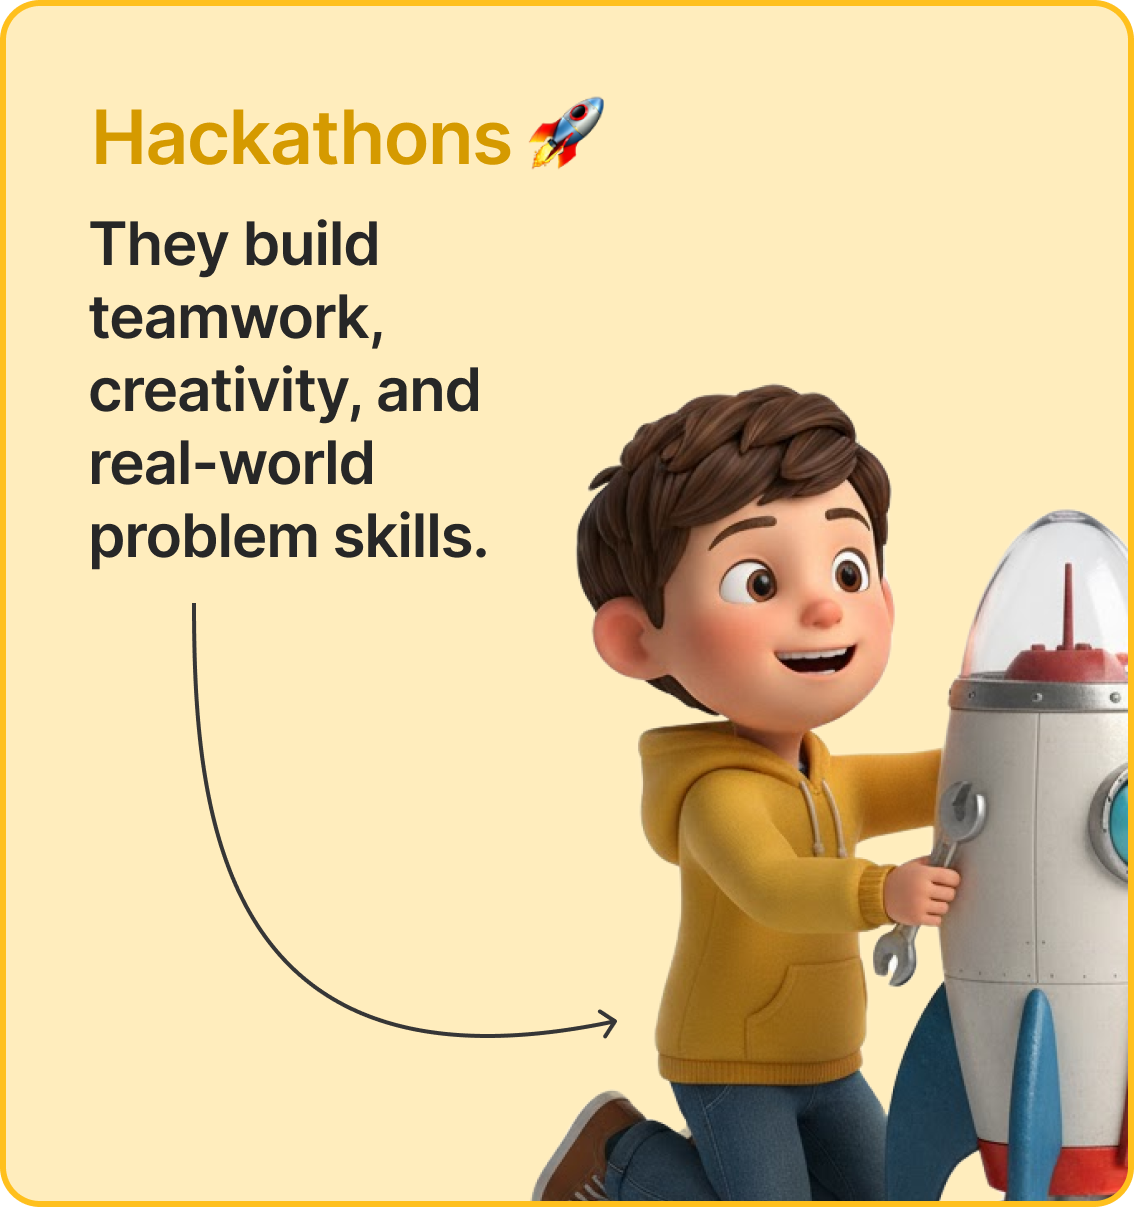 Hackathons 🚀
They build
teamwork,
creativity, and
real-world
problem skills.